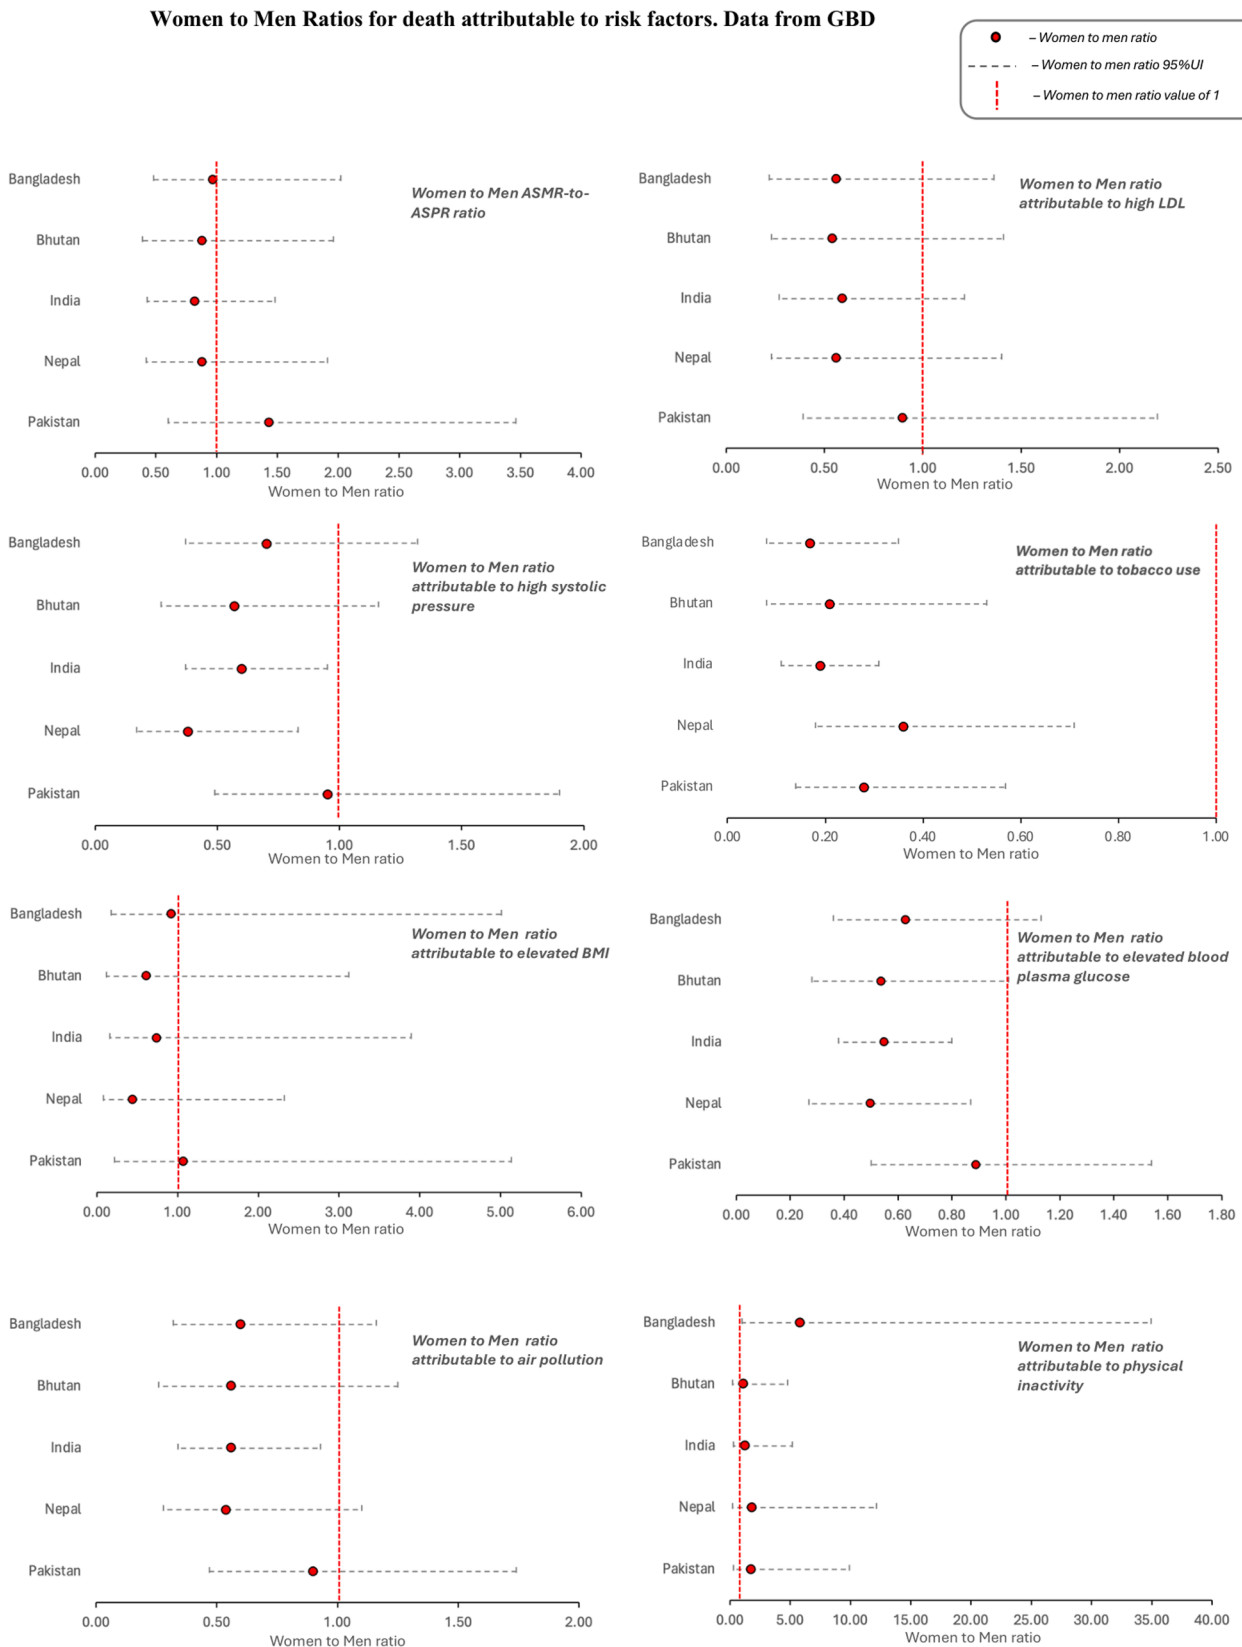 Women to Men Ratios for death attributable to risk factors. Data from GBD
– Women to men ratio
– Women to men ratio 95%UI
– Women to men ratio value of 1
Women to Men ASMR-to-
ASPR ratio
Bangladesh
Bhutan
India
Nepal
Pakistan
0.00 0.50 1.00 1.50 2.00 2.50 3.00 3.50 4.00
Women to Men ratio
Women to Men ratio
attributable to high LDL
Bangladesh
Bhutan
India
Nepal
Pakistan
0.00 0.50 1.00 1.50 2.00 2.50
Women to Men ratio
Women to Men ratio
attributable to high systolic
pressure
Bangladesh
Bhutan
India
Nepal
Pakistan
0.00 0.50 1.00 1.50 2.00
Women to Men ratio
Women to Men ratio
attributable to tobacco use
Bangladesh
Bhutan
India
Nepal
Pakistan
0.00 0.20 0.40 0.60 0.80 1.00
Women to Men ratio
Women to Men ratio
attributable to elevated BMI
Bangladesh
Bhutan
India
Nepal
Pakistan
0.00 1.00 2.00 3.00 4.00 5.00 6.00
Women to Men ratio
Women to Men ratio
attributable to elevated blood
plasma glucose
Bangladesh
Bhutan
India
Nepal
Pakistan
0.00 0.20 0.40 0.60 0.80 1.00 1.20 1.40 1.60 1.80
Women to Men ratio
Women to Men ratio
attributable to air pollution
Bangladesh
Bhutan
India
Nepal
Pakistan
0.00 0.50 1.00 1.50 2.00
Women to Men ratio
Women to Men ratio
attributable to physical
inactivity
Bangladesh
Bhutan
India
Nepal
Pakistan
0.00 5.00 10.00 15.00 20.00 25.00 30.00 35.00 40.00
Women to Men ratio